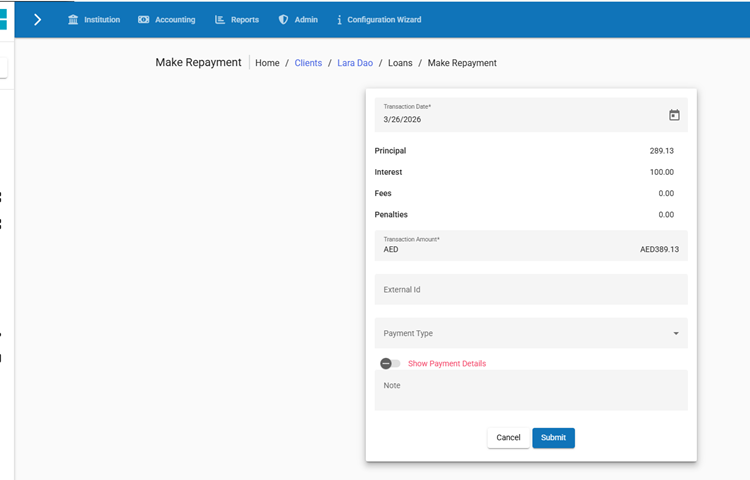 Institution Accounting Reports Admin Configuration Wizard
Make Repayment Home / Clients / Lara Dao / Loans / Make Repayment
Transaction Date*
3/26/2026
Principal 289.13
Interest 100.00
Fees 0.00
Penalties 0.00
Transaction Amount*
AED AED389.13
External Id
Payment Type
Show Payment Details
Note
Cancel Submit